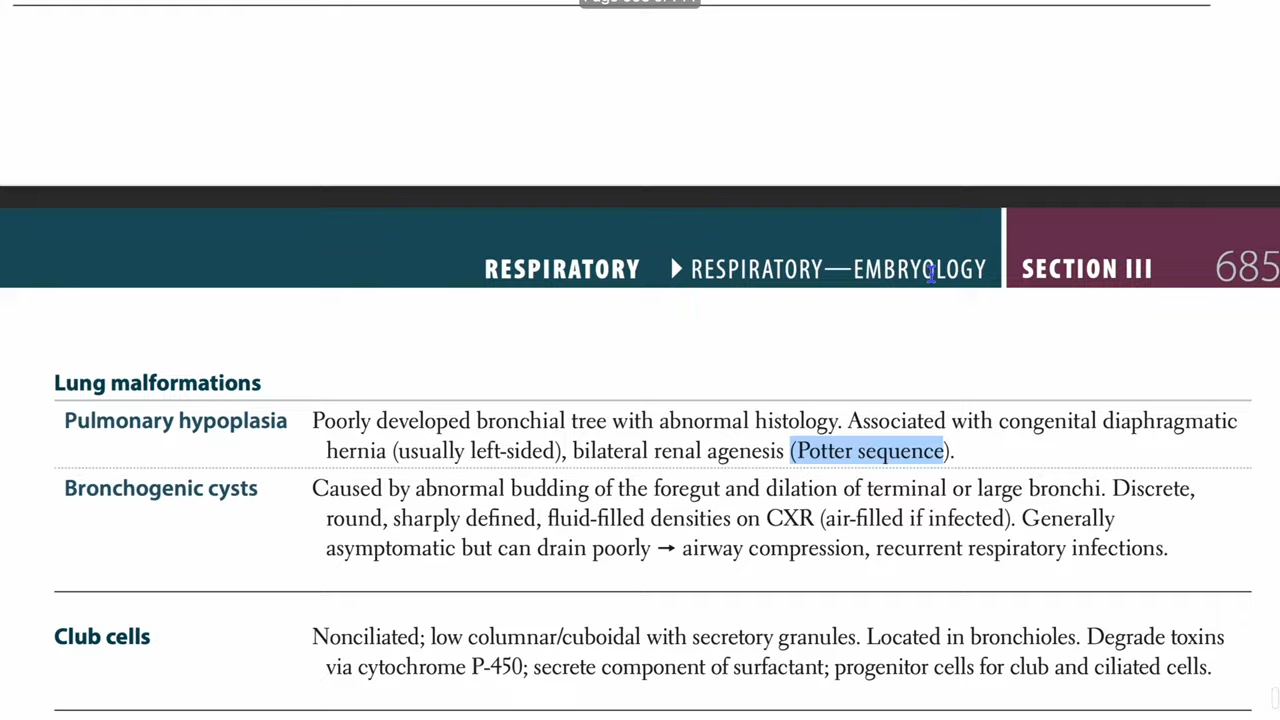 RESPIRATORY ▶ RESPIRATORY—EMBRYOLOGY SECTION III 685
Lung malformations
Pulmonary hypoplasia Poorly developed bronchial tree with abnormal histology. Associated with congenital diaphragmatic
hernia (usually left-sided), bilateral renal agenesis (Potter sequence).
Bronchogenic cysts Caused by abnormal budding of the foregut and dilation of terminal or large bronchi. Discrete,
round, sharply defined, fluid-filled densities on CXR (air-filled if infected). Generally
asymptomatic but can drain poorly → airway compression, recurrent respiratory infections.
Club cells Nonciliated; low columnar/cuboidal with secretory granules. Located in bronchioles. Degrade toxins
via cytochrome P-450; secrete component of surfactant; progenitor cells for club and ciliated cells.